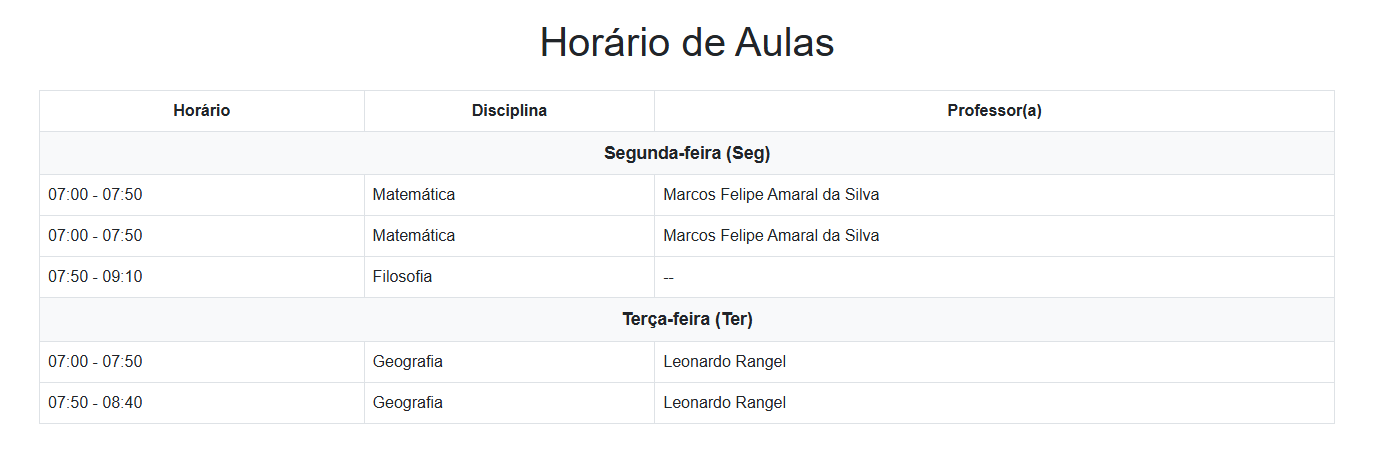 Horário de Aulas
Horário Disciplina Professor(a)
Segunda-feira (Seg)
07:00 - 07:50 Matemática Marcos Felipe Amaral da Silva
07:00 - 07:50 Matemática Marcos Felipe Amaral da Silva
07:50 - 09:10 Filosofia --
Terça-feira (Ter)
07:00 - 07:50 Geografia Leonardo Rangel
07:50 - 08:40 Geografia Leonardo Rangel